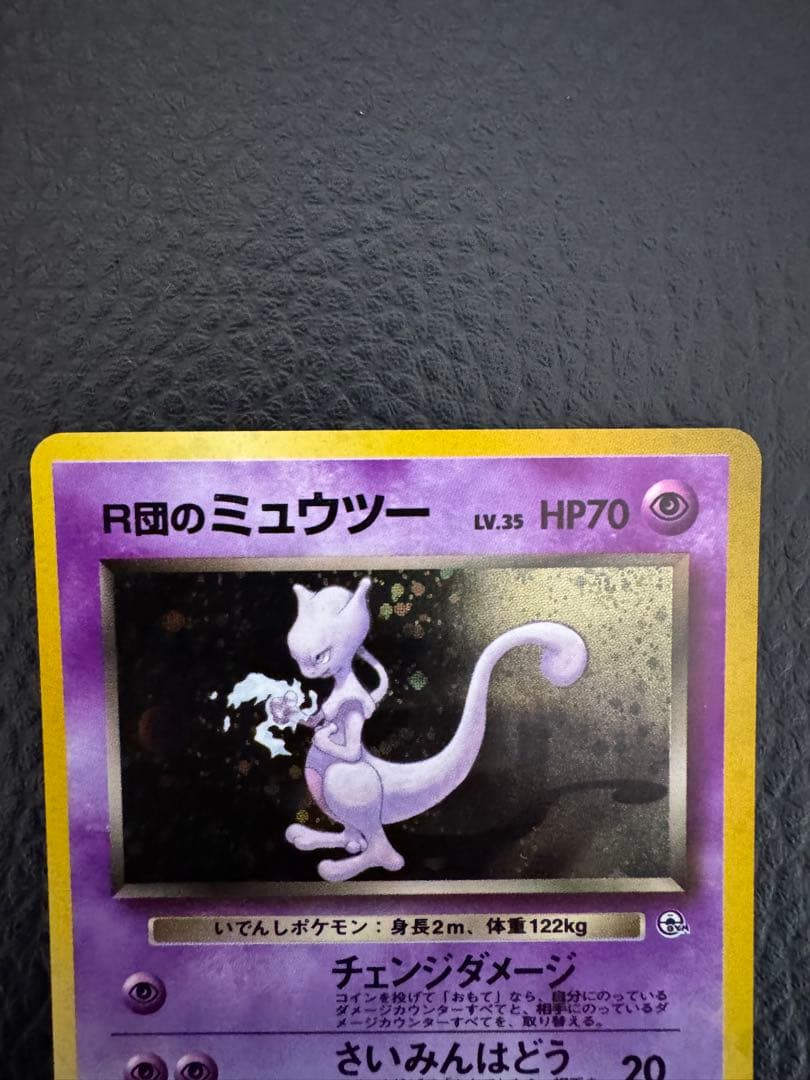 R団のミュウツー LV.35 HP70
いでんしポケモン：身長2m、体重122kg
チェンジダメージ
コインを投げて「おもて」なら、自分にのっている
ダメージカウンターすべてと、相手にのっているダ
メージカウンターすべてを、取り替える。
さいみんはどう 20